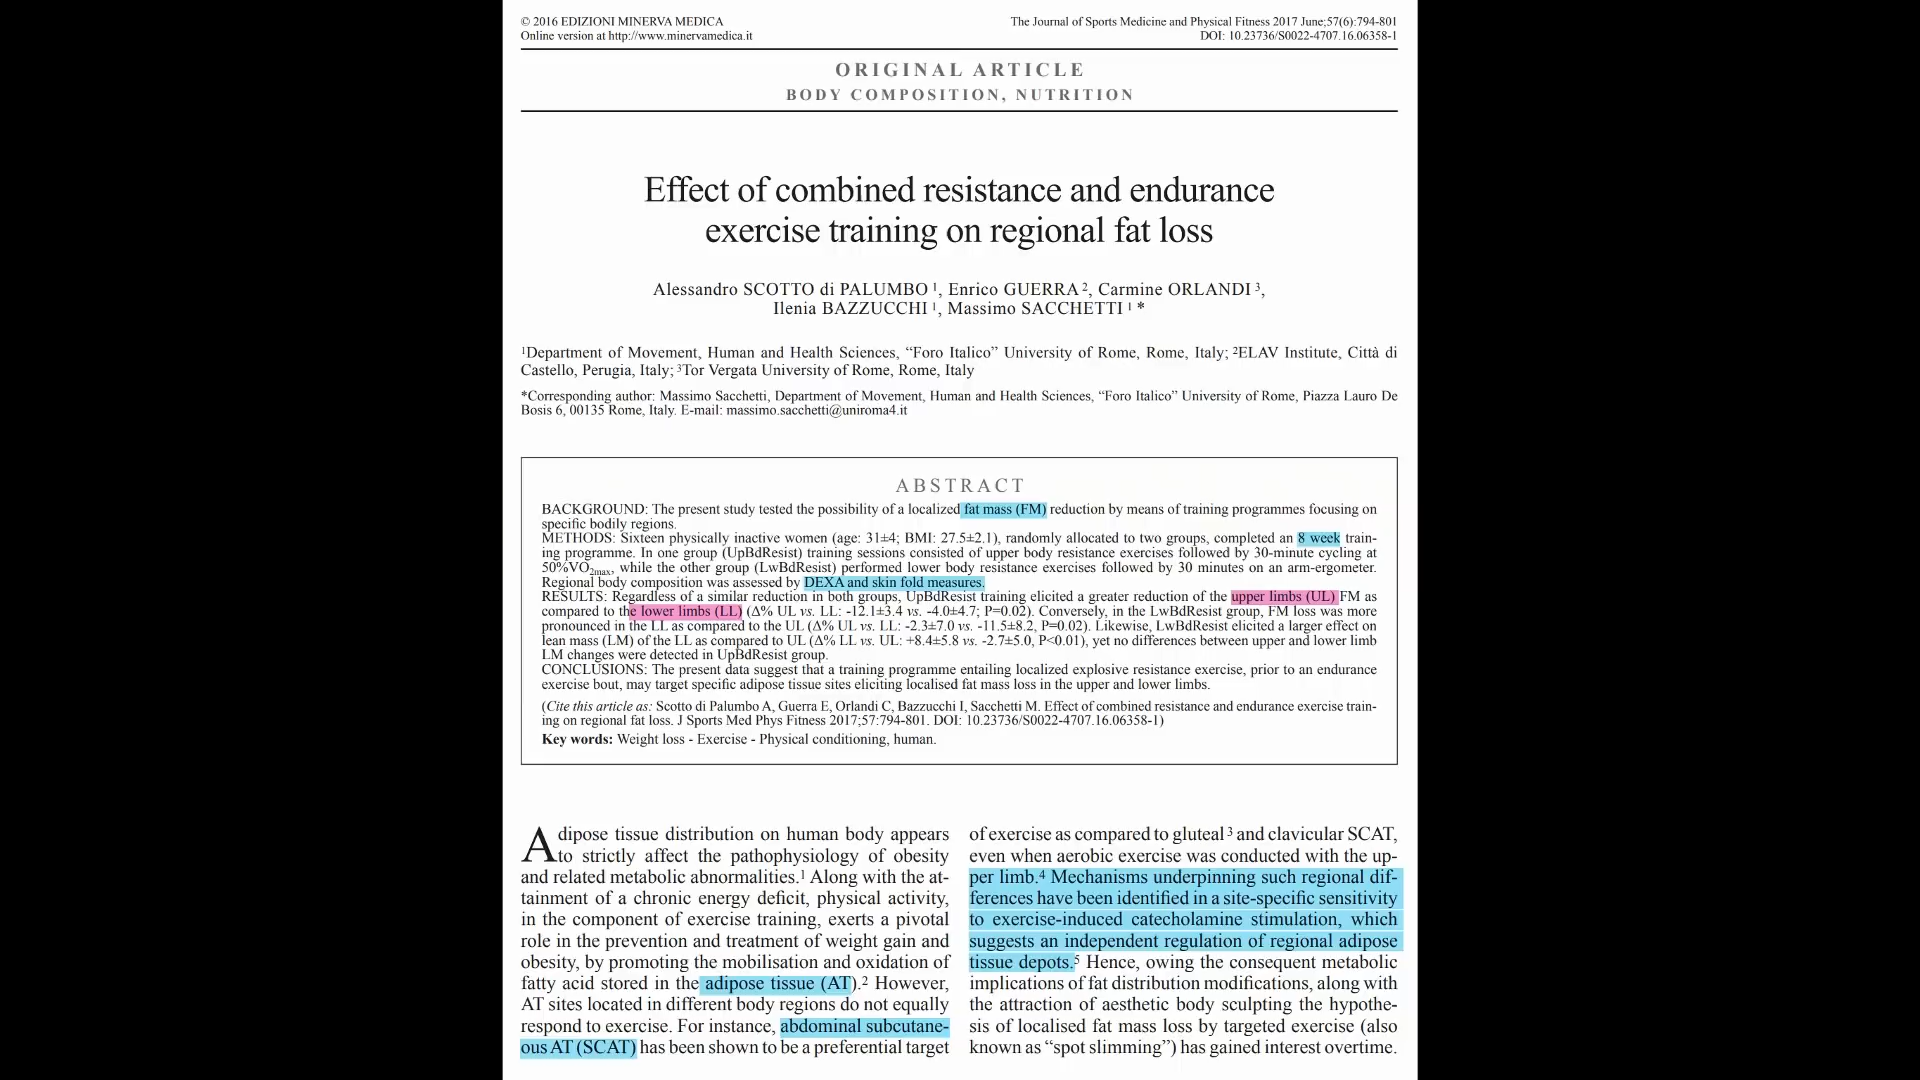 © 2016 EDIZIONI MINERVA MEDICA
Online version at http://www.minervamedica.it
The Journal of Sports Medicine and Physical Fitness 2017 June;57(6):794-801
DOI: 10.23736/S0022-4707.16.06358-1
ORIGINAL ARTICLE
BODY COMPOSITION, NUTRITION
Effect of combined resistance and endurance
exercise training on regional fat loss
Alessandro SCOTTO di PALUMBO 1, Enrico GUERRA 2, Carmine ORLANDI 3,
Ilenia BAZZUCCHI 1, Massimo SACCHETTI 1 *
1Department of Movement, Human and Health Sciences, “Foro Italico” University of Rome, Rome, Italy; 2ELAV Institute, Città di
Castello, Perugia, Italy; 3Tor Vergata University of Rome, Rome, Italy
*Corresponding author: Massimo Sacchetti, Department of Movement, Human and Health Sciences, “Foro Italico” University of Rome, Piazza Lauro De
Bosis 6, 00135 Rome, Italy. E-mail: massimo.sacchetti@uniroma4.it
ABSTRACT
BACKGROUND: The present study tested the possibility of a localized fat mass (FM) reduction by means of training programmes focusing on
specific bodily regions.
METHODS: Sixteen physically inactive women (age: 31±4; BMI: 27.5±2.1), randomly allocated to two groups, completed an 8 week train-
ing programme. In one group (UpBdResist) training sessions consisted of upper body resistance exercises followed by 30-minute cycling at
50%VO2max, while the other group (LwBdResist) performed lower body resistance exercises followed by 30 minutes on an arm-ergometer.
Regional body composition was assessed by DEXA and skin fold measures.
RESULTS: Regardless of a similar reduction in both groups, UpBdResist training elicited a greater reduction of the upper limbs (UL) FM as
compared to the lower limbs (LL) (Δ% UL vs. LL: -12.1±3.4 vs. -4.0±4.7; P=0.02). Conversely, in the LwBdResist group, FM loss was more
pronounced in the LL as compared to the UL (Δ% UL vs. LL: -2.3±7.0 vs. -11.5±8.2, P=0.02). Likewise, LwBdResist elicited a larger effect on
lean mass (LM) of the LL as compared to UL (Δ% LL vs. UL: +8.4±5.8 vs. -2.7±5.0, P<0.01), yet no differences between upper and lower limb
LM changes were detected in UpBdResist group.
CONCLUSIONS: The present data suggest that a training programme entailing localized explosive resistance exercise, prior to an endurance
exercise bout, may target specific adipose tissue sites eliciting localised fat mass loss in the upper and lower limbs.
(Cite this article as: Scotto di Palumbo A, Guerra E, Orlandi C, Bazzucchi I, Sacchetti M. Effect of combined resistance and endurance exercise train-
ing on regional fat loss. J Sports Med Phys Fitness 2017;57:794-801. DOI: 10.23736/S0022-4707.16.06358-1)
Key words: Weight loss - Exercise - Physical conditioning, human.
Adipose tissue distribution on human body appears
to strictly affect the pathophysiology of obesity
and related metabolic abnormalities.1 Along with the at-
tainment of a chronic energy deficit, physical activity,
in the component of exercise training, exerts a pivotal
role in the prevention and treatment of weight gain and
obesity, by promoting the mobilisation and oxidation of
fatty acid stored in the adipose tissue (AT).2 However,
AT sites located in different body regions do not equally
respond to exercise. For instance, abdominal subcutane-
ous AT (SCAT) has been shown to be a preferential target
of exercise as compared to gluteal 3 and clavicular SCAT,
even when aerobic exercise was conducted with the up-
per limb.4 Mechanisms underpinning such regional dif-
ferences have been identified in a site-specific sensitivity
to exercise-induced catecholamine stimulation, which
suggests an independent regulation of regional adipose
tissue depots.5 Hence, owing the consequent metabolic
implications of fat distribution modifications, along with
the attraction of aesthetic body sculpting the hypothe-
sis of localised fat mass loss by targeted exercise (also
known as “spot slimming”) has gained interest overtime.